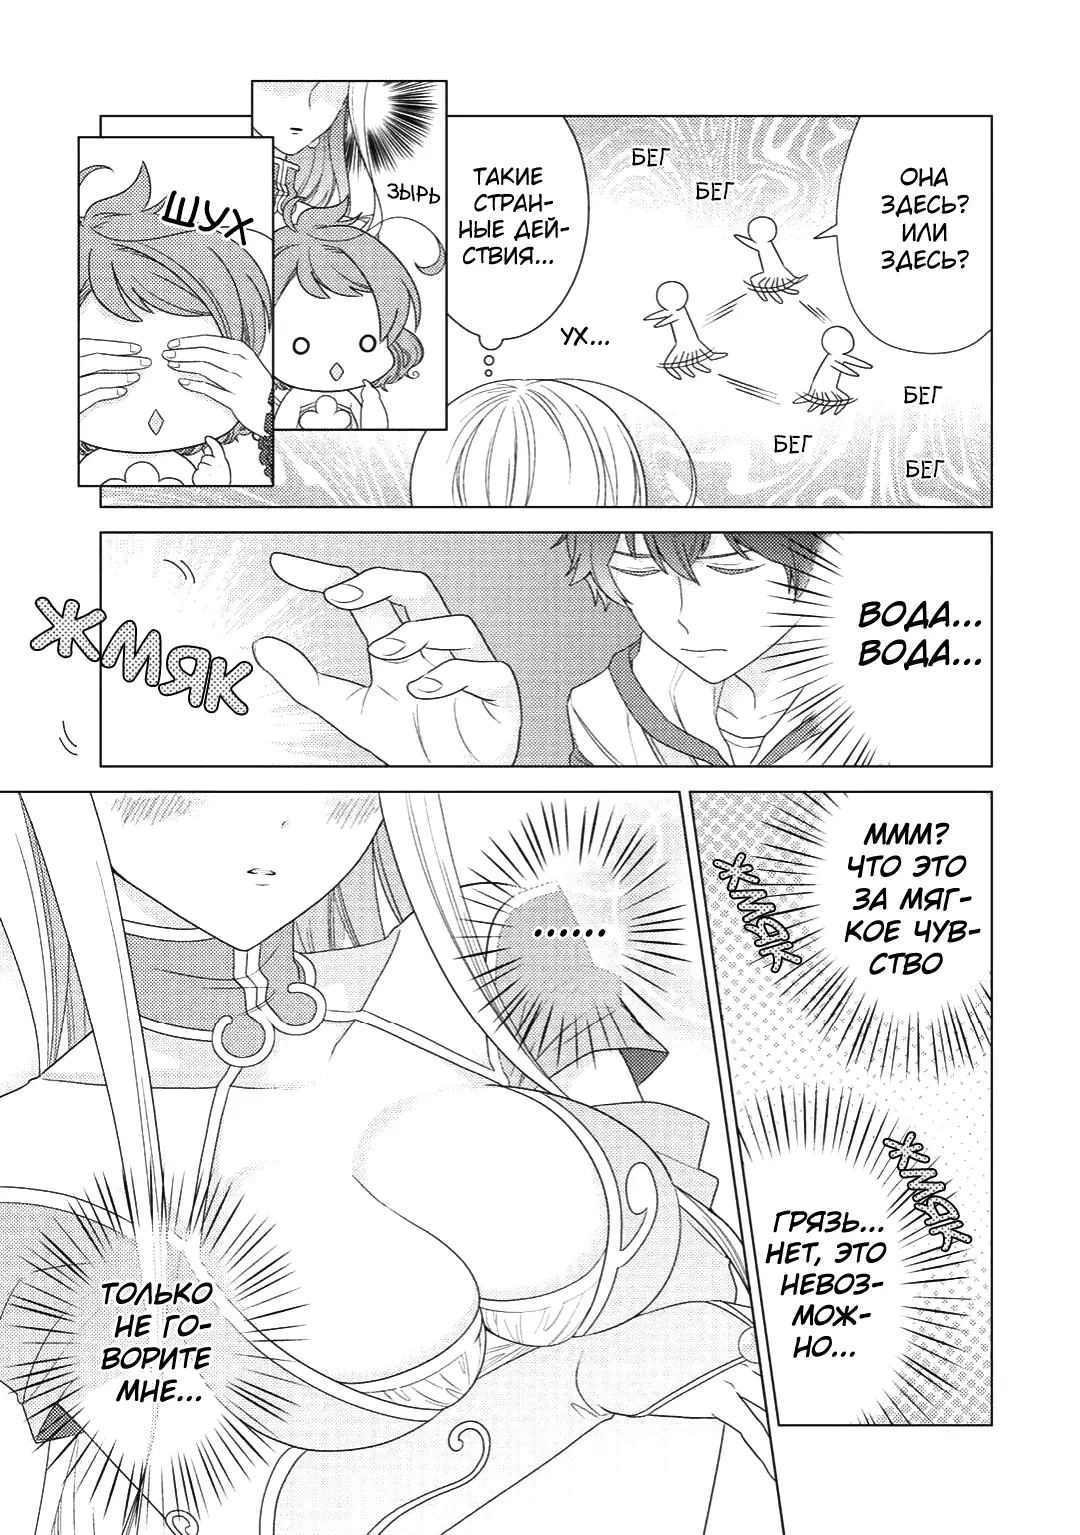 ОНА
ЗДЕСЬ?
ИЛИ
ЗДЕСЬ?
БЕГ
БЕГ
БЕГ
БЕГ
БЕГ
УХ...
ТАКИЕ
СТРАН-
НЫЕ ДЕЙ-
СТВИЯ...
ЗЫРЬ
ШУХ
ВОДА...
ВОДА...
ЖМЯК
МММ?
ЧТО ЭТО
ЗА МЯГ-
КОЕ ЧУВ-
СТВО
ЖМЯК
ЖМЯК
ГРЯЗЬ...
НЕТ, ЭТО
НЕВОЗ-
МОЖ-
НО...
......
ТОЛЬКО
НЕ ГО-
ВОРИТЕ
МНЕ...